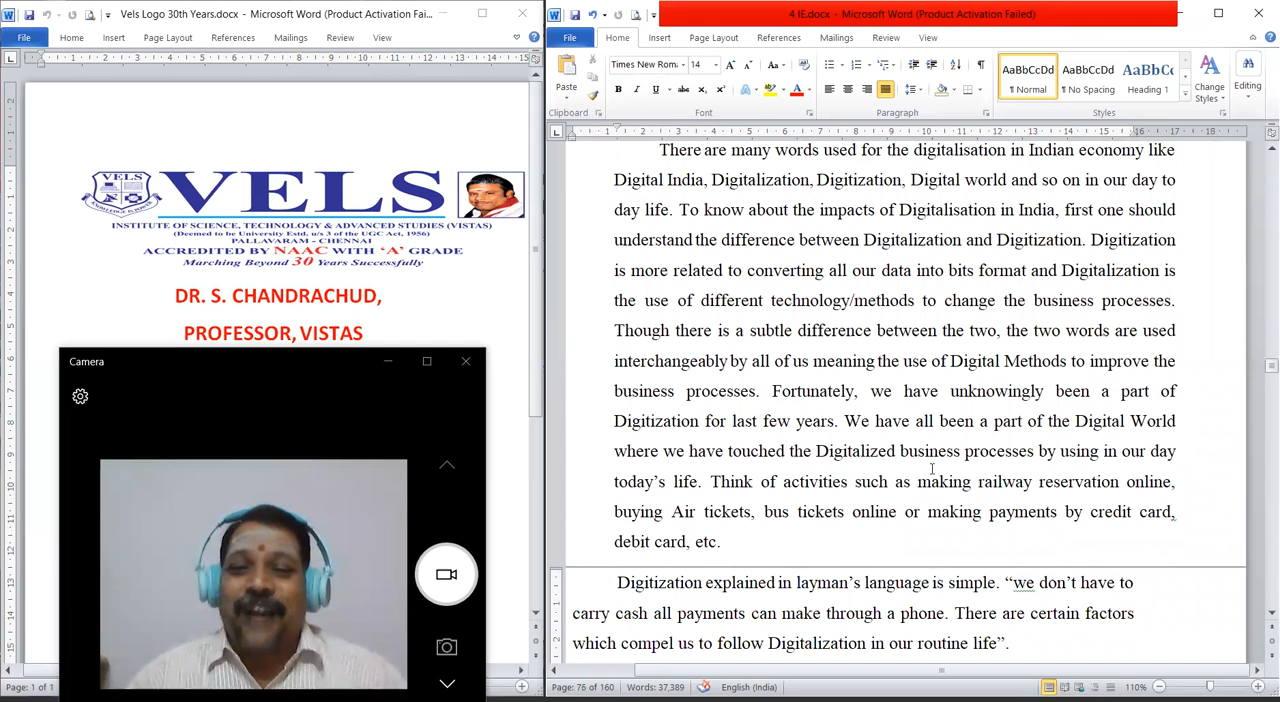 Vels Logo 30th Years.docx - Microsoft Word (Product Activation Fai...
File Home Insert Page Layout References Mailings Review View
VELS
VELS
INSTITUTE OF SCIENCE, TECHNOLOGY & ADVANCED STUDIES (VISTAS)
(Deemed to be University Estd. u/s 3 of the UGC Act, 1956)
PALLAVARAM - CHENNAI
ACCREDITED BY NAAC WITH ‘A’ GRADE
Marching Beyond 30 Years Successfully
DR. S. CHANDRACHUD,
PROFESSOR, VISTAS
Camera
Page: 1 of 1
4 IE.docx - Microsoft Word (Product Activation Failed)
File Home Insert Page Layout References Mailings Review View
Times New Rom 14
Paste
Clipboard Font Paragraph Styles
AaBbCcDd AaBbCcDd AaBbCc
¶ Normal ¶ No Spacing Heading 1
Change Styles
Editing
There are many words used for the digitalisation in Indian economy like
Digital India, Digitalization, Digitization, Digital world and so on in our day to
day life. To know about the impacts of Digitalisation in India, first one should
understand the difference between Digitalization and Digitization. Digitization
is more related to converting all our data into bits format and Digitalization is
the use of different technology/methods to change the business processes.
Though there is a subtle difference between the two, the two words are used
interchangeably by all of us meaning the use of Digital Methods to improve the
business processes. Fortunately, we have unknowingly been a part of
Digitization for last few years. We have all been a part of the Digital World
where we have touched the Digitalized business processes by using in our day
today’s life. Think of activities such as making railway reservation online,
buying Air tickets, bus tickets online or making payments by credit card,
debit card, etc.
Digitization explained in layman’s language is simple. “we don’t have to
carry cash all payments can make through a phone. There are certain factors
which compel us to follow Digitalization in our routine life”.
Page: 76 of 160 Words: 37,389 English (India) 110%